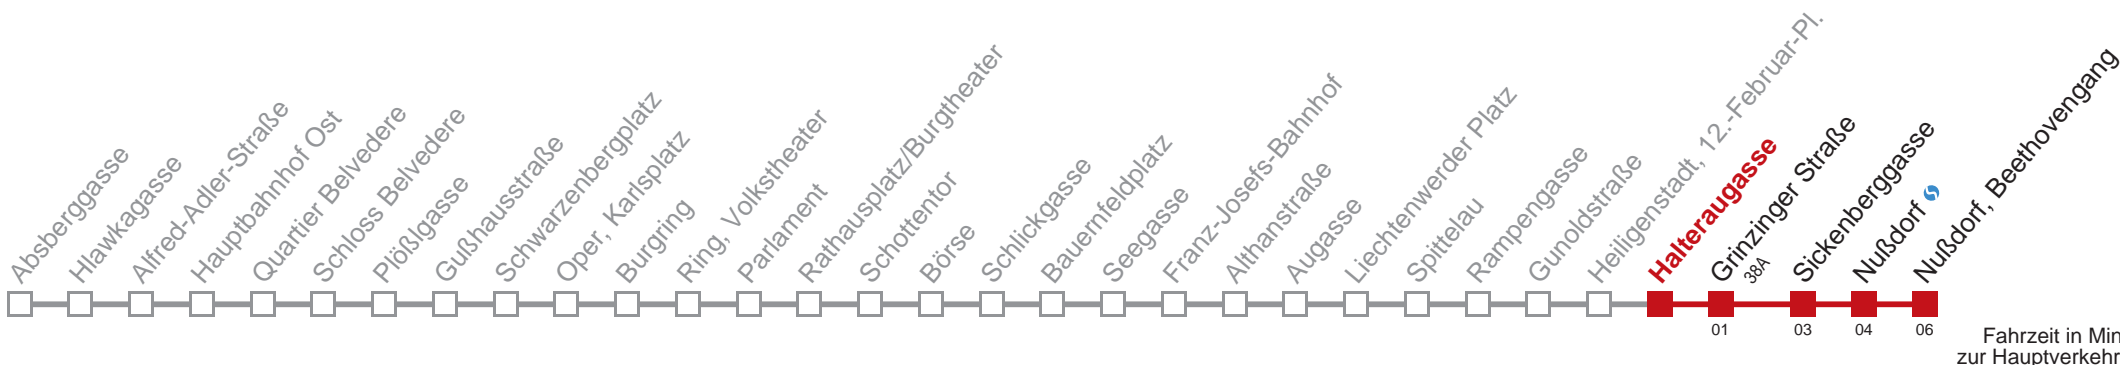 Absberggasse
Hlawkagasse
Alfred-Adler-Straße
Hauptbahnhof Ost
Quartier Belvedere
Schloss Belvedere
Plößlgasse
Gußhausstraße
Schwarzenbergplatz
Oper, Karlsplatz
Burgring
Ring, Volkstheater
Parlament
Rathausplatz/Burgtheater
Schottentor
Börse
Schlickgasse
Bauernfeldplatz
Seegasse
Franz-Josefs-Bahnhof
Althanstraße
Augasse
Liechtenwerder Platz
Spittelau
Rampengasse
Gunoldstraße
Heiligenstadt, 12.-Februar-Pl.
Halteraugasse
Grinzinger Straße
38A
Sickenberggasse
Nußdorf
Nußdorf, Beethovengang
01 03 04 06
Fahrzeit in Min
zur Hauptverkehr